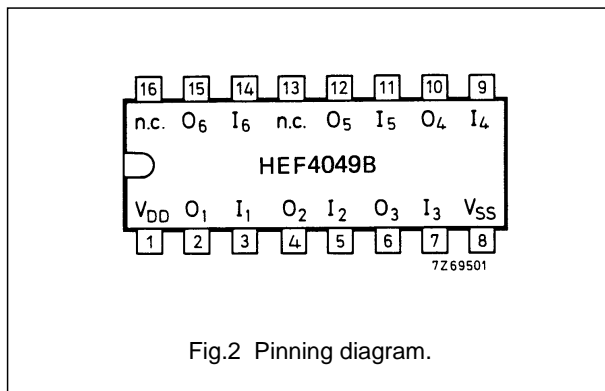 16 15 14 13 12 11 10 9
n.c. O6 I6 n.c. O5 I5 O4 I4
HEF4049B
VDD O1 I1 O2 I2 O3 I3 VSS
1 2 3 4 5 6 7 8
7Z69501
Fig.2 Pinning diagram.